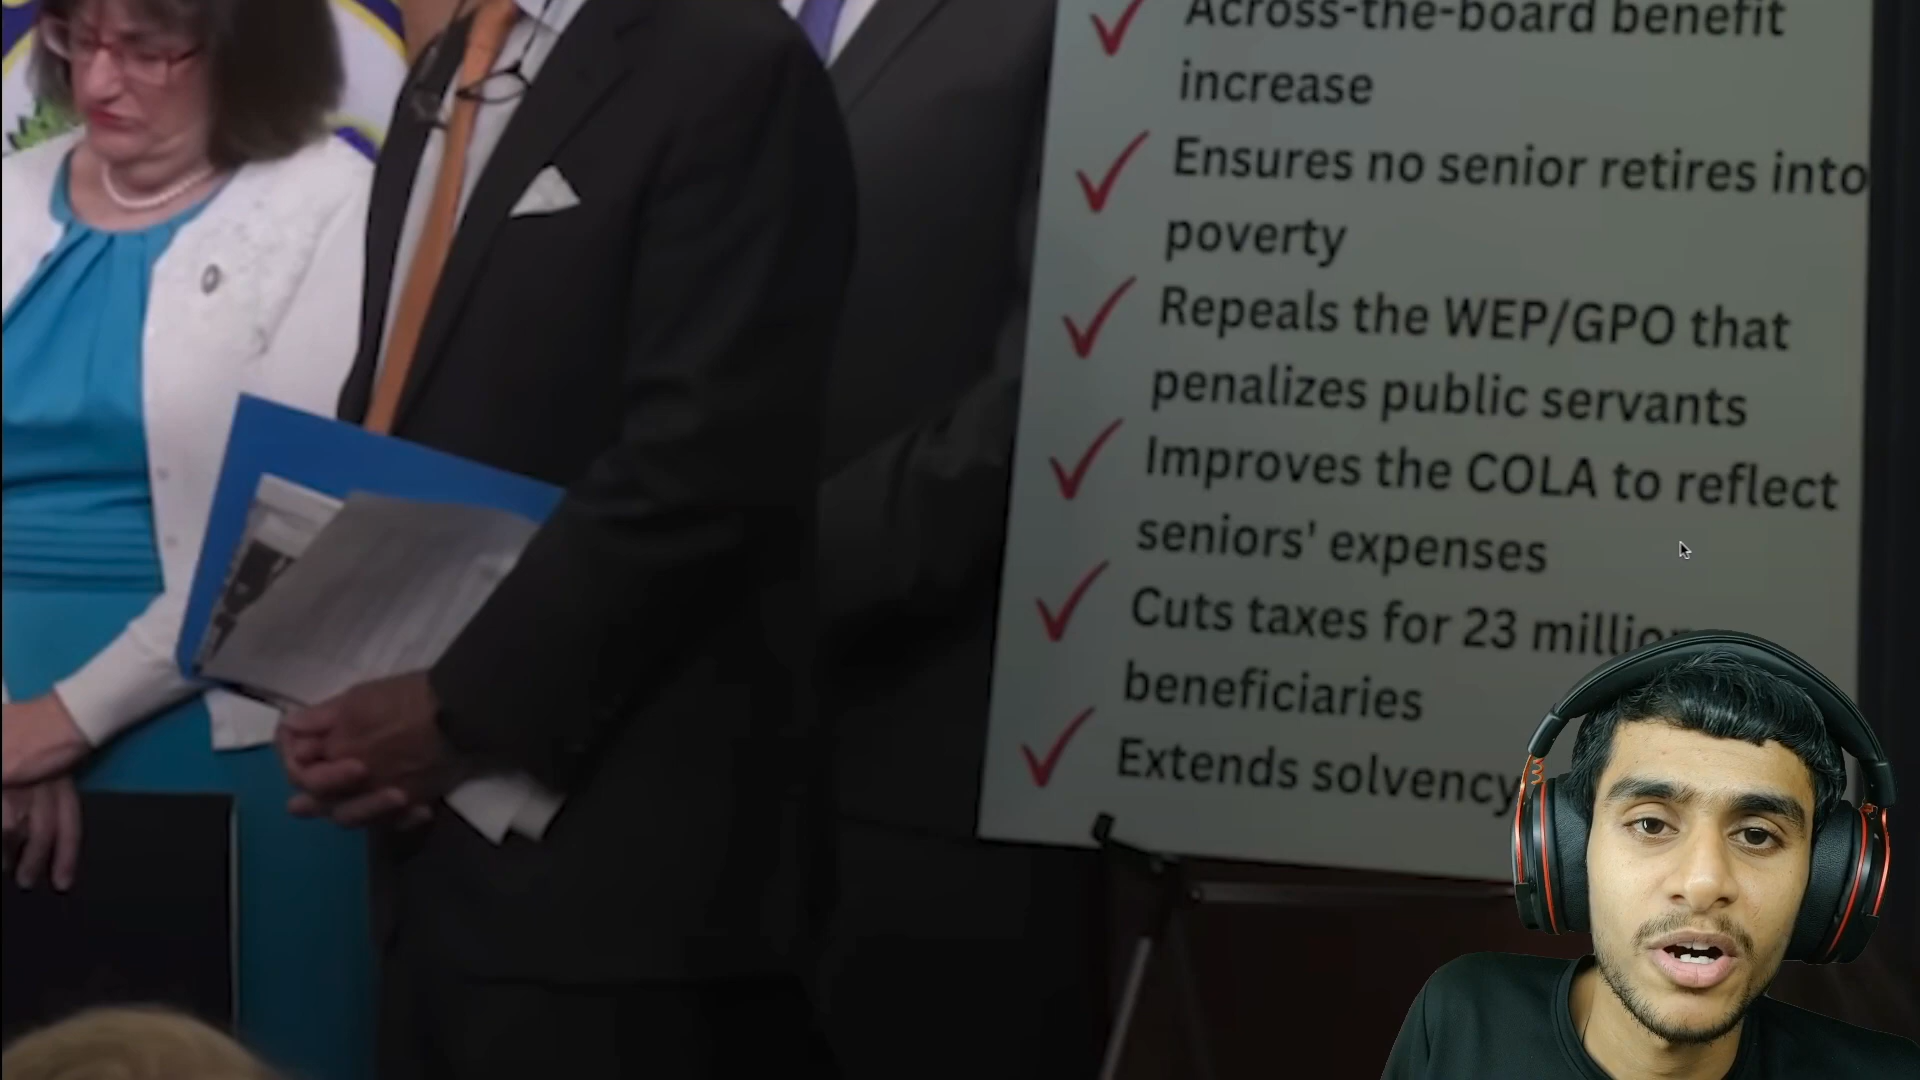 Across-the-board benefit
increase
Ensures no senior retires into
poverty
Repeals the WEP/GPO that
penalizes public servants
Improves the COLA to reflect
seniors' expenses
Cuts taxes for 23 million
beneficiaries
Extends solvency